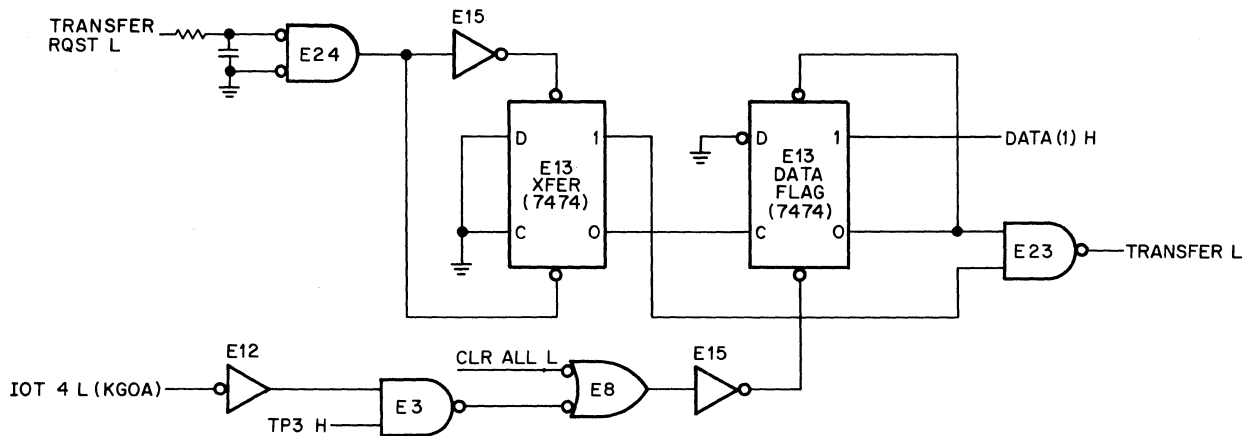 TRANSFER
RQST L
E24
E15
D
C
E13
XFER
(7474)
1
0
D
C
E13
DATA
FLAG
(7474)
1
0
DATA (1) H
E23
TRANSFER L
IOT 4 L (KGOA)
E12
TP3 H
E3
CLR ALL L
E8
E15